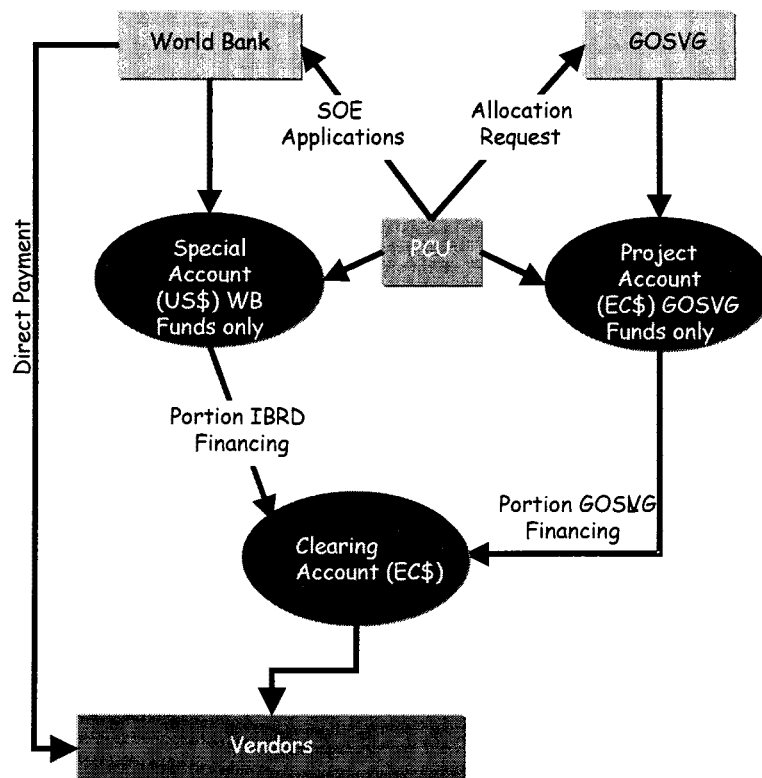 World Bank
GOSVG
SOE
Applications
Allocation
Request
PCU
Special
Account
(US$) WB
Funds only
Project
Account
(EC$) GOSVG
Funds only
Direct Payment
Portion IBRD
Financing
Portion GOSVG
Financing
Clearing
Account (EC$)
Vendors